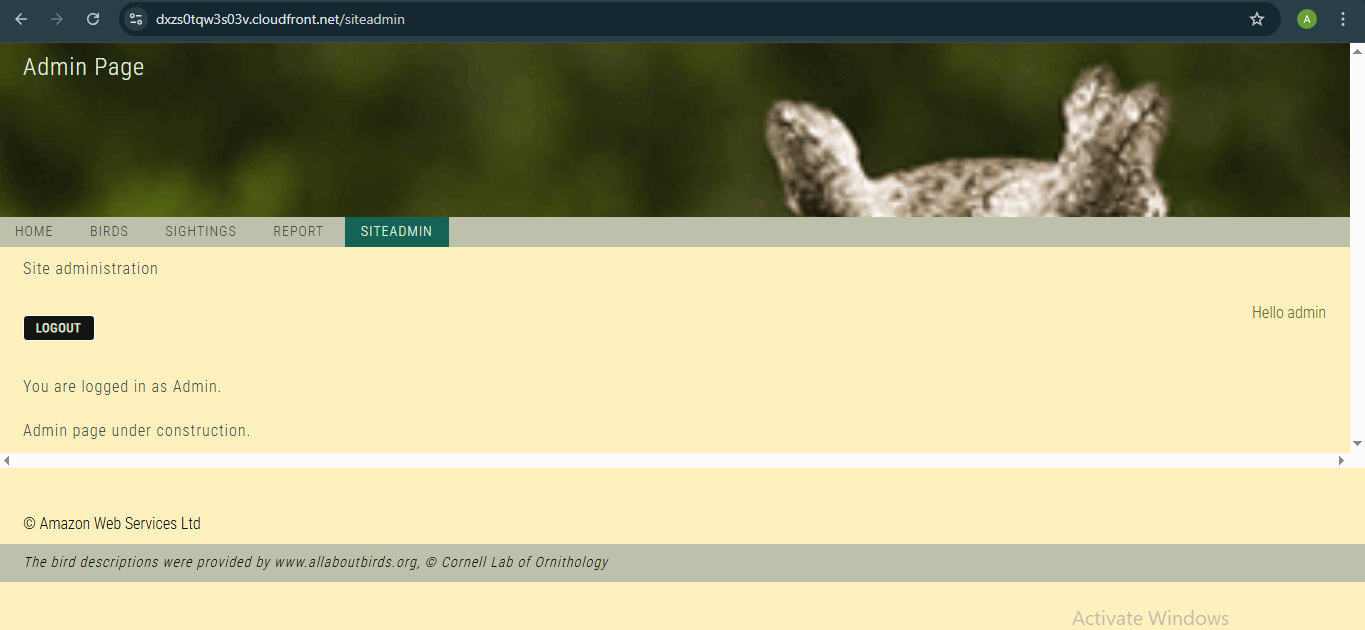 dxzs0tqw3s03v.cloudfront.net/siteadmin
A
Admin Page
HOME BIRDS SIGHTINGS REPORT SITEADMIN
Site administration
Hello admin
LOGOUT
You are logged in as Admin.
Admin page under construction.
© Amazon Web Services Ltd
The bird descriptions were provided by www.allaboutbirds.org, © Cornell Lab of Ornithology
Activate Windows